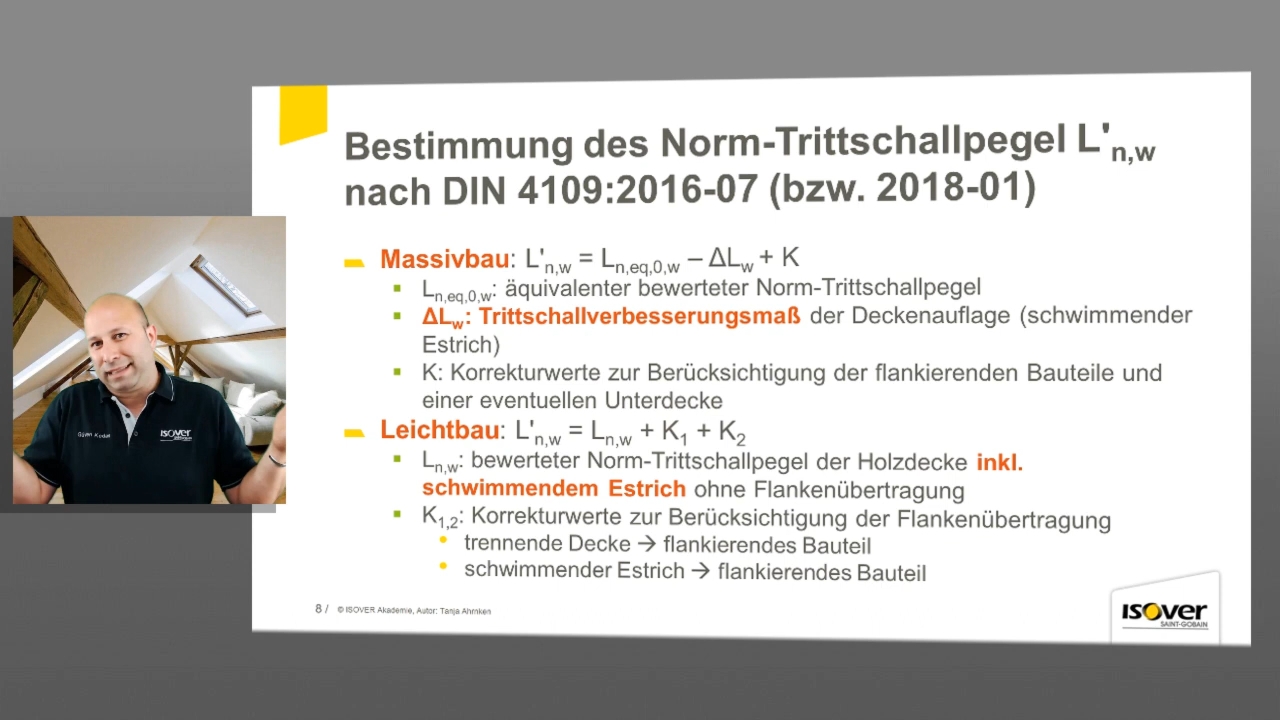 Bestimmung des Norm-Trittschallpegel L'n,w
nach DIN 4109:2016-07 (bzw. 2018-01)
Massivbau: L'n,w = Ln,eq,0,w – ΔLw + K
Ln,eq,0,w: äquivalenter bewerteter Norm-Trittschallpegel
ΔLw: Trittschallverbesserungsmaß der Deckenauflage (schwimmender
Estrich)
K: Korrekturwerte zur Berücksichtigung der flankierenden Bauteile und
einer eventuellen Unterdecke
Leichtbau: L'n,w = Ln,w + K1 + K2
Ln,w: bewerteter Norm-Trittschallpegel der Holzdecke inkl.
schwimmendem Estrich ohne Flankenübertragung
K1,2: Korrekturwerte zur Berücksichtigung der Flankenübertragung
trennende Decke → flankierendes Bauteil
schwimmender Estrich → flankierendes Bauteil
8 / © ISOVER Akademie, Autor: Tanja Ahrnken
isover
SAINT-GOBAIN
isover